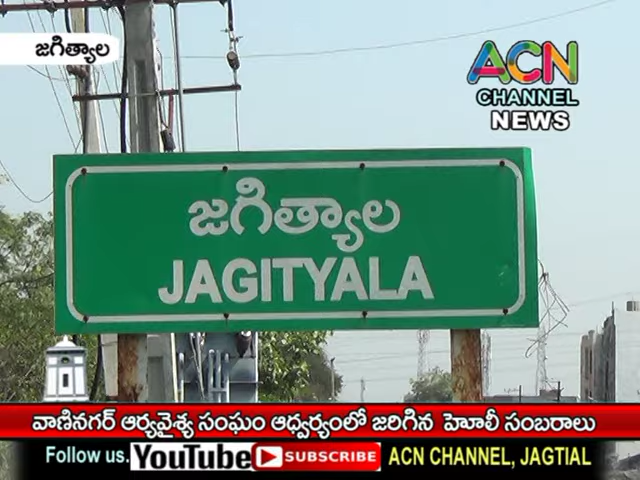 జగిత్యాల
ACN
CHANNEL
NEWS
జగిత్యాల
JAGITYALA
వాణినగర్ ఆర్యవైశ్య సంఘం ఆధ్వర్యంలో జరిగిన హెూలీ సంబరాలు
Follow us. YouTube SUBSCRIBE ACN CHANNEL, JAGTIAL